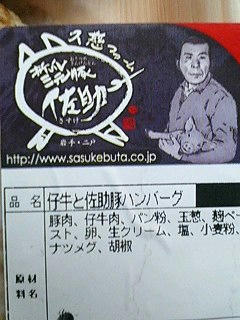 佐助
さすけ
岩手・二戸
http://www.sasukebuta.co.jp
品名 仔牛と佐助豚ハンバーグ
豚肉、仔牛肉、パン粉、玉葱、麹ペー
スト、卵、生クリーム、塩、小麦粉
ナツメグ、胡椒
原材
料名